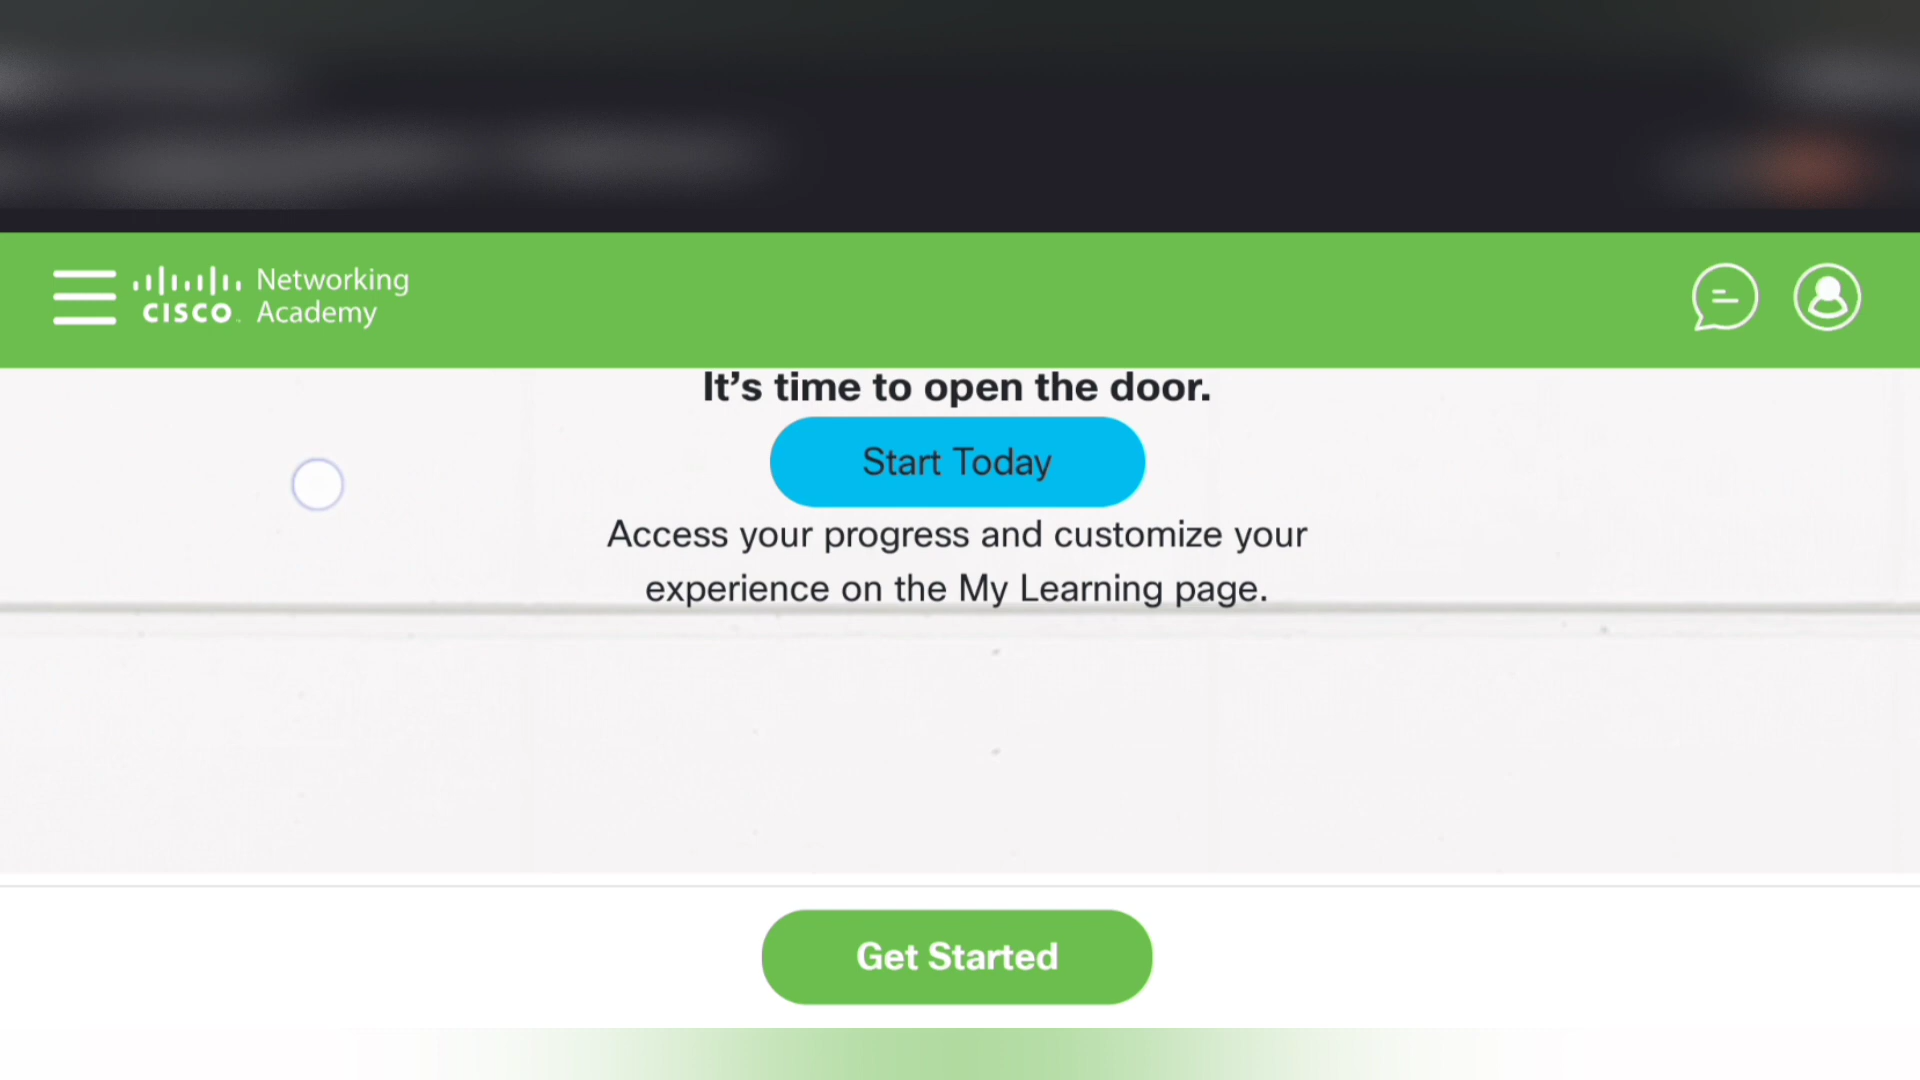 Networking
CISCO Academy
It's time to open the door.
Start Today
Access your progress and customize your
experience on the My Learning page.
Get Started